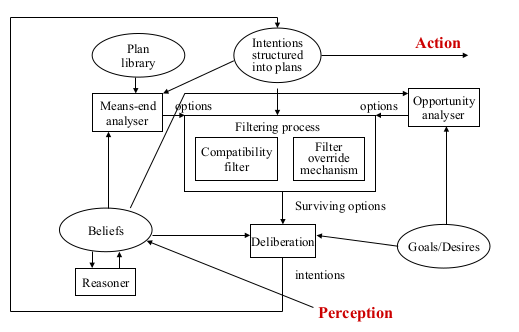 Plan
library
Intentions
structured
into plans
Action
Means-end
analyser
options
options
Opportunity
analyser
Filtering process
Compatibility
filter
Filter
override
mechanism
Surviving options
Beliefs
Deliberation
Goals/Desires
Reasoner
intentions
Perception